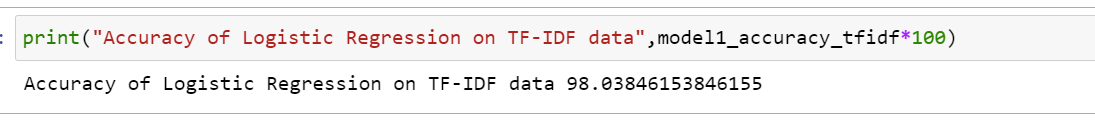 : print("Accuracy of Logistic Regression on TF-IDF data",model1_accuracy_tfidf*100)
Accuracy of Logistic Regression on TF-IDF data 98.03846153846155